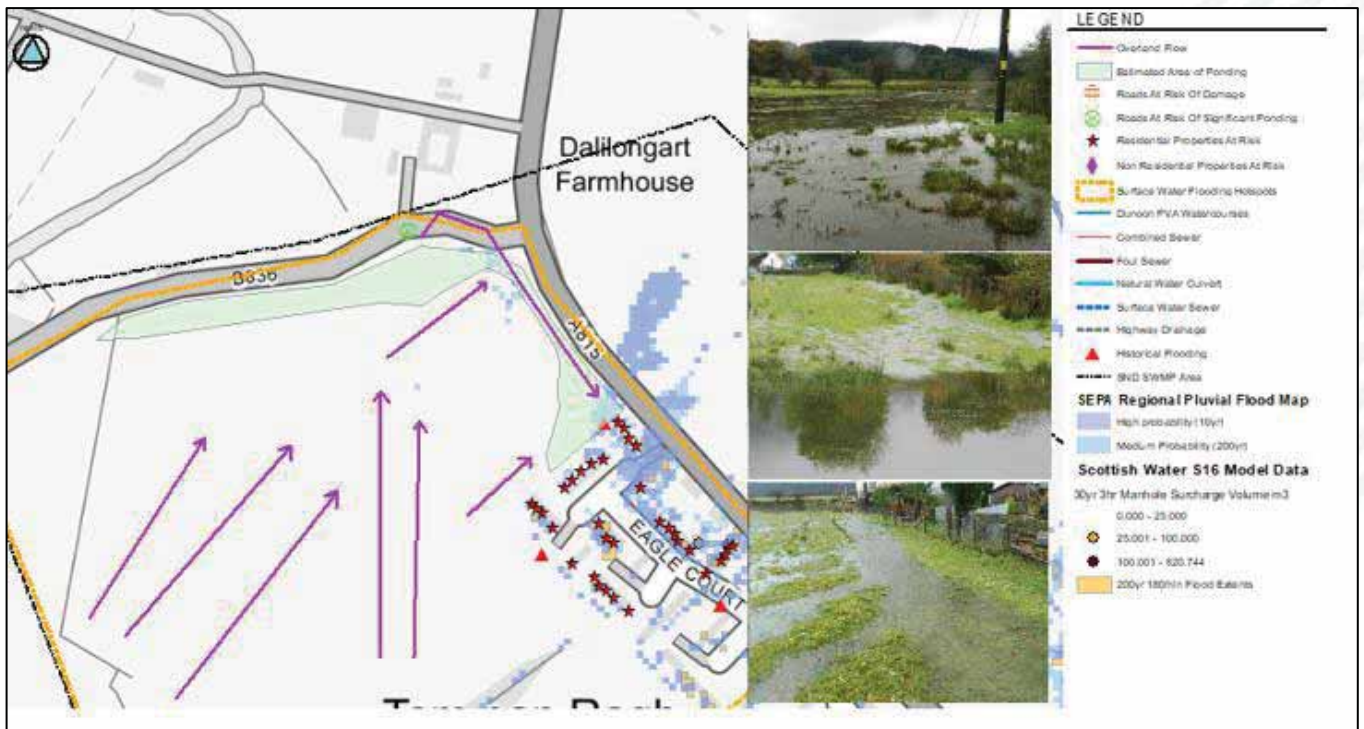 Dalilongart
Farmhouse
B836
A815
EAGLE COURT
LEGEND
Overland Flow
Estimated Area of Ponding
Roads At Risk Of Damage
Roads At Risk Of Significant Ponding
Residential Properties At Risk
Non Residential Properties At Risk
Surface Water Flooding Hotspots
Dunoon PVA Watercourses
Combined Sewer
Foul Sewer
Natural Water Culvert
Surface Water Sewer
Highway Drainage
Historical Flooding
SWMP Area
SEPA Regional Pluvial Flood Map
High probability (10yr)
Medium Probability (200yr)
Scottish Water S16 Model Data
30yr 3hr Manhole Surcharge Volume m3
0.000 - 25.000
25.001 - 100.000
100.001 - 620.744
200yr 180Min Flood Extents